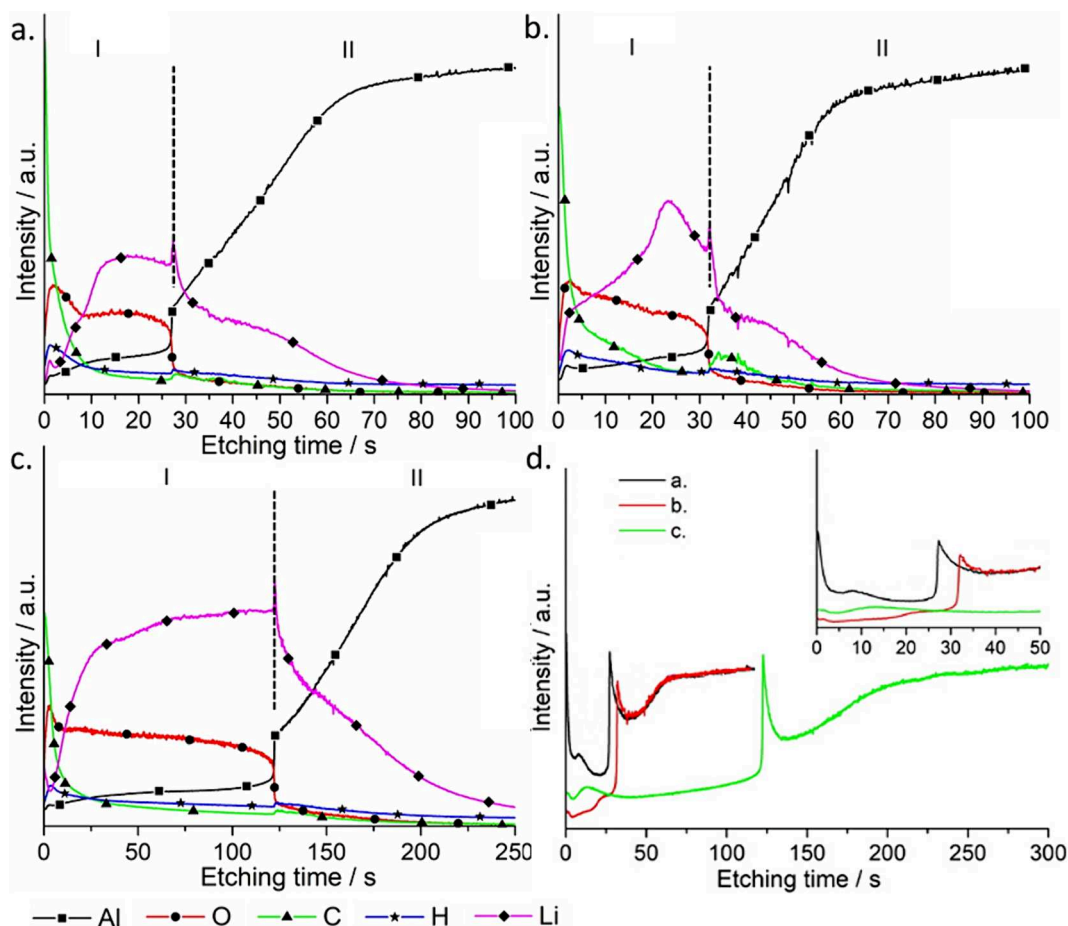 a.
I
II
Intensity / a.u.
0 10 20 30 40 50 60 70 80 90 100
Etching time / s
b.
I
II
Intensity / a.u.
0 10 20 30 40 50 60 70 80 90 100
Etching time / s
c.
I
II
Intensity / a.u.
0 50 100 150 200 250
Etching time / s
d.
a.
b.
c.
0 10 20 30 40 50
Intensity / a.u.
0 50 100 150 200 250 300
Etching time / s
Al O C H Li